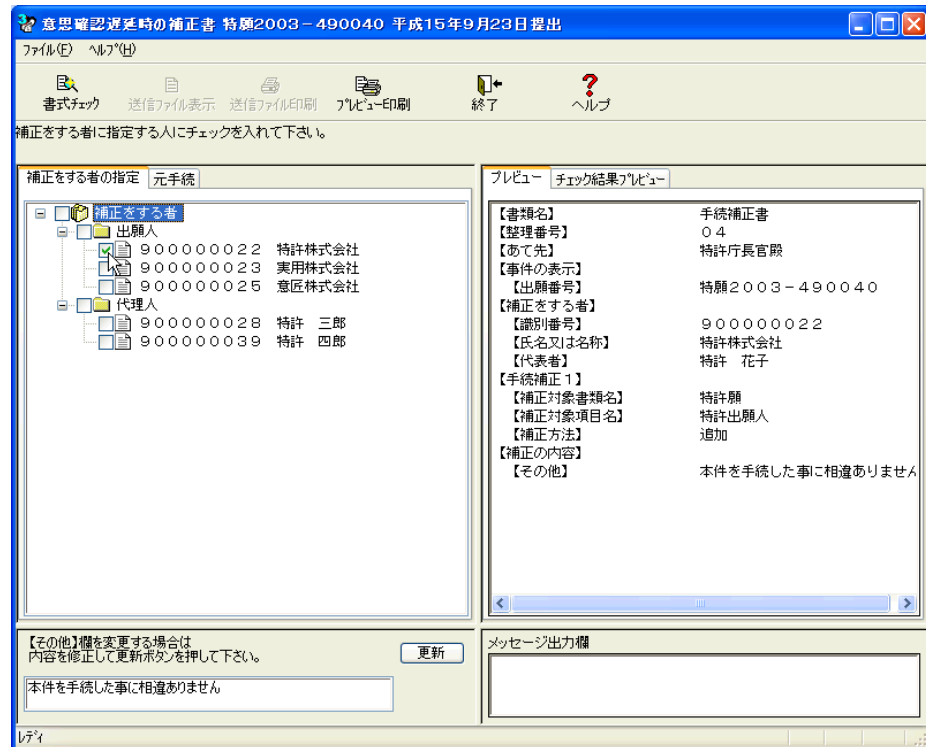 意思確認遅延時の補正書 特願2003-490040 平成15年9月23日提出
ファイル(F) ヘルプ(H)
書式チェック 送信ファイル表示 送信ファイル印刷 プレビュー印刷 終了 ヘルプ
補正をする者に指定する人にチェックを入れて下さい。
補正をする者の指定 元手続
補正をする者
出願人
900000022 特許株式会社
900000023 実用株式会社
900000025 意匠株式会社
代理人
900000028 特許 三郎
900000039 特許 四郎
プレビュー チェック結果プレビュー
【書類名】 手続補正書
【整理番号】 04
【あて先】 特許庁長官殿
【事件の表示】
【出願番号】 特願2003-490040
【補正をする者】
【識別番号】 900000022
【氏名又は名称】 特許株式会社
【代表者】 特許 花子
【手続補正1】
【補正対象書類名】 特許願
【補正対象項目名】 特許出願人
【補正方法】 追加
【補正の内容】
【その他】 本件を手続した事に相違ありません
【その他】欄を変更する場合は
内容を修正して更新ボタンを押して下さい。
更新
本件を手続した事に相違ありません
メッセージ出力欄
レディ